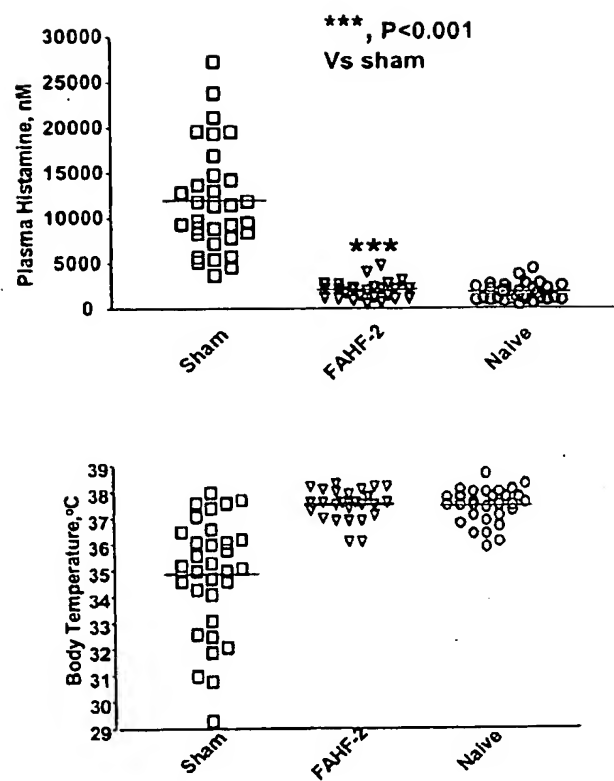 ***, P<0.001
Vs sham
Plasma Histamine, nM
30000
25000
20000
15000
10000
5000
0
***
Sham
FAHF-2
Naive
Body Temperature, ºC
39
38
37
36
35
34
33
32
31
30
29
Sham
FAHF-2
Naive